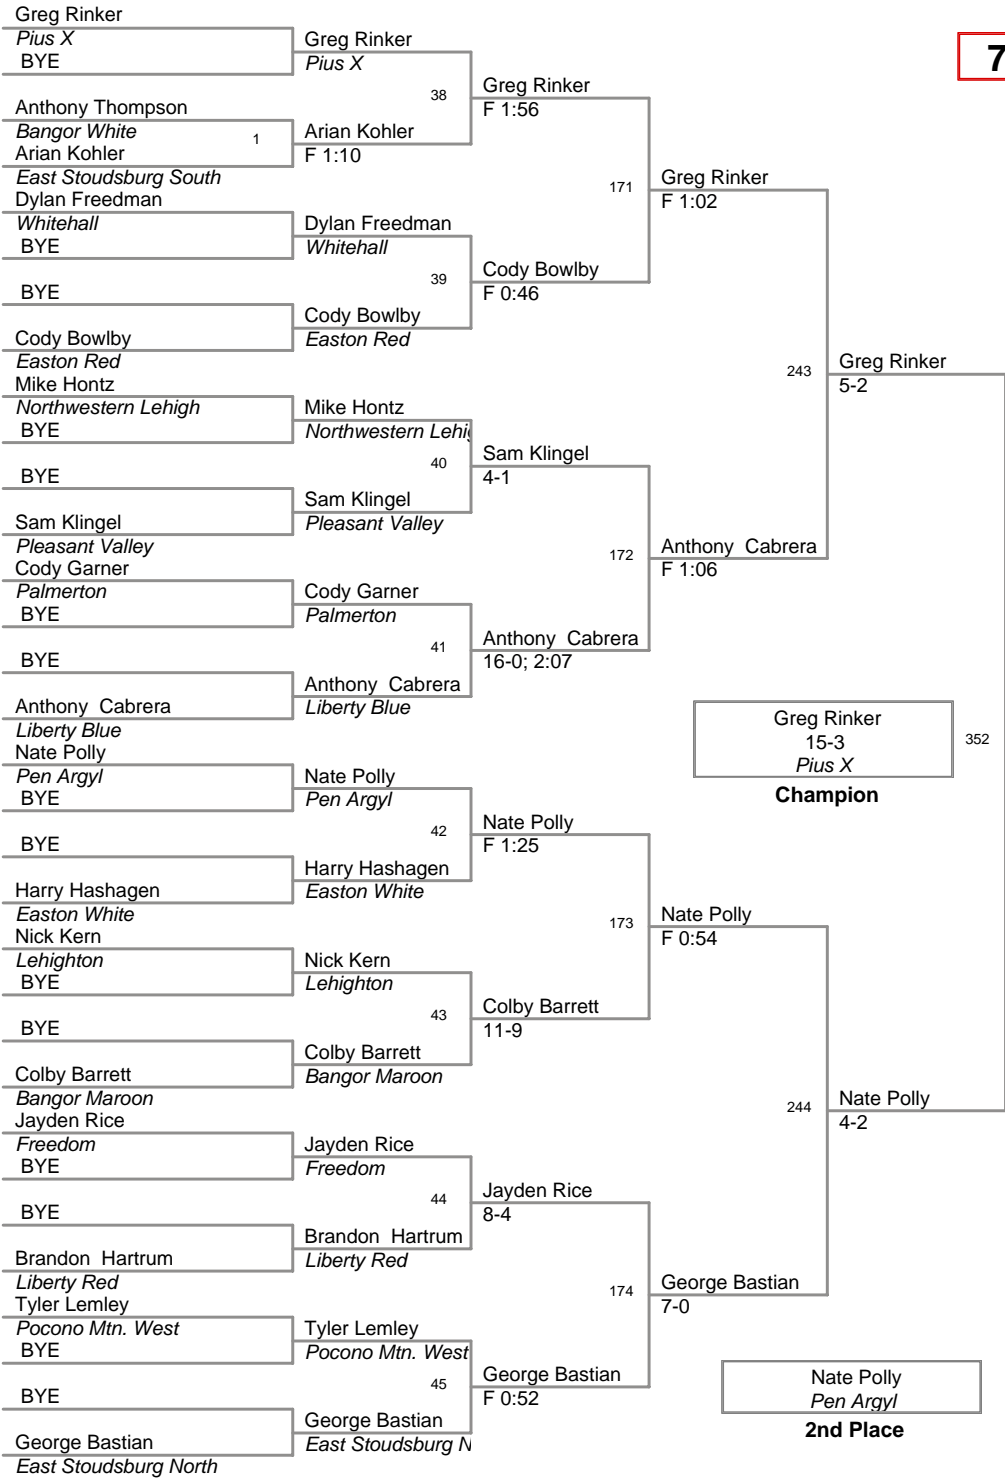 Greg Rinker
Pius X
BYE
Anthony Thompson
Bangor White
Arian Kohler
East Stoudsburg South
Dylan Freedman
Whitehall
BYE
BYE
Cody Bowlby
Easton Red
Mike Hontz
Northwestern Lehigh
BYE
BYE
Sam Klingel
Pleasant Valley
Cody Garner
Palmerton
BYE
BYE
Anthony Cabrera
Liberty Blue
Nate Polly
Pen Argyl
BYE
BYE
Harry Hashagen
Easton White
Nick Kern
Lehighton
BYE
BYE
Colby Barrett
Bangor Maroon
Jayden Rice
Freedom
BYE
BYE
Brandon Hartrum
Liberty Red
Tyler Lemley
Pocono Mtn. West
BYE
BYE
George Bastian
East Stoudsburg North
1
Greg Rinker
Pius X
Arian Kohler
F 1:10
Dylan Freedman
Whitehall
Cody Bowlby
Easton Red
Mike Hontz
Northwestern Lehi
Sam Klingel
Pleasant Valley
Cody Garner
Palmerton
Anthony Cabrera
Liberty Blue
Nate Polly
Pen Argyl
Harry Hashagen
Easton White
Nick Kern
Lehighton
Colby Barrett
Bangor Maroon
Jayden Rice
Freedom
Brandon Hartrum
Liberty Red
Tyler Lemley
Pocono Mtn. West
George Bastian
East Stoudsburg N
38
39
40
41
42
43
44
45
Greg Rinker
F 1:56
Cody Bowlby
F 0:46
Sam Klingel
4-1
Anthony Cabrera
16-0; 2:07
Nate Polly
F 1:25
Colby Barrett
11-9
Jayden Rice
8-4
George Bastian
F 0:52
171
172
173
174
Greg Rinker
F 1:02
Anthony Cabrera
F 1:06
Nate Polly
F 0:54
George Bastian
7-0
243
244
Greg Rinker
5-2
Nate Polly
4-2
7
Greg Rinker
15-3
Pius X
Champion
352
Nate Polly
Pen Argyl
2nd Place